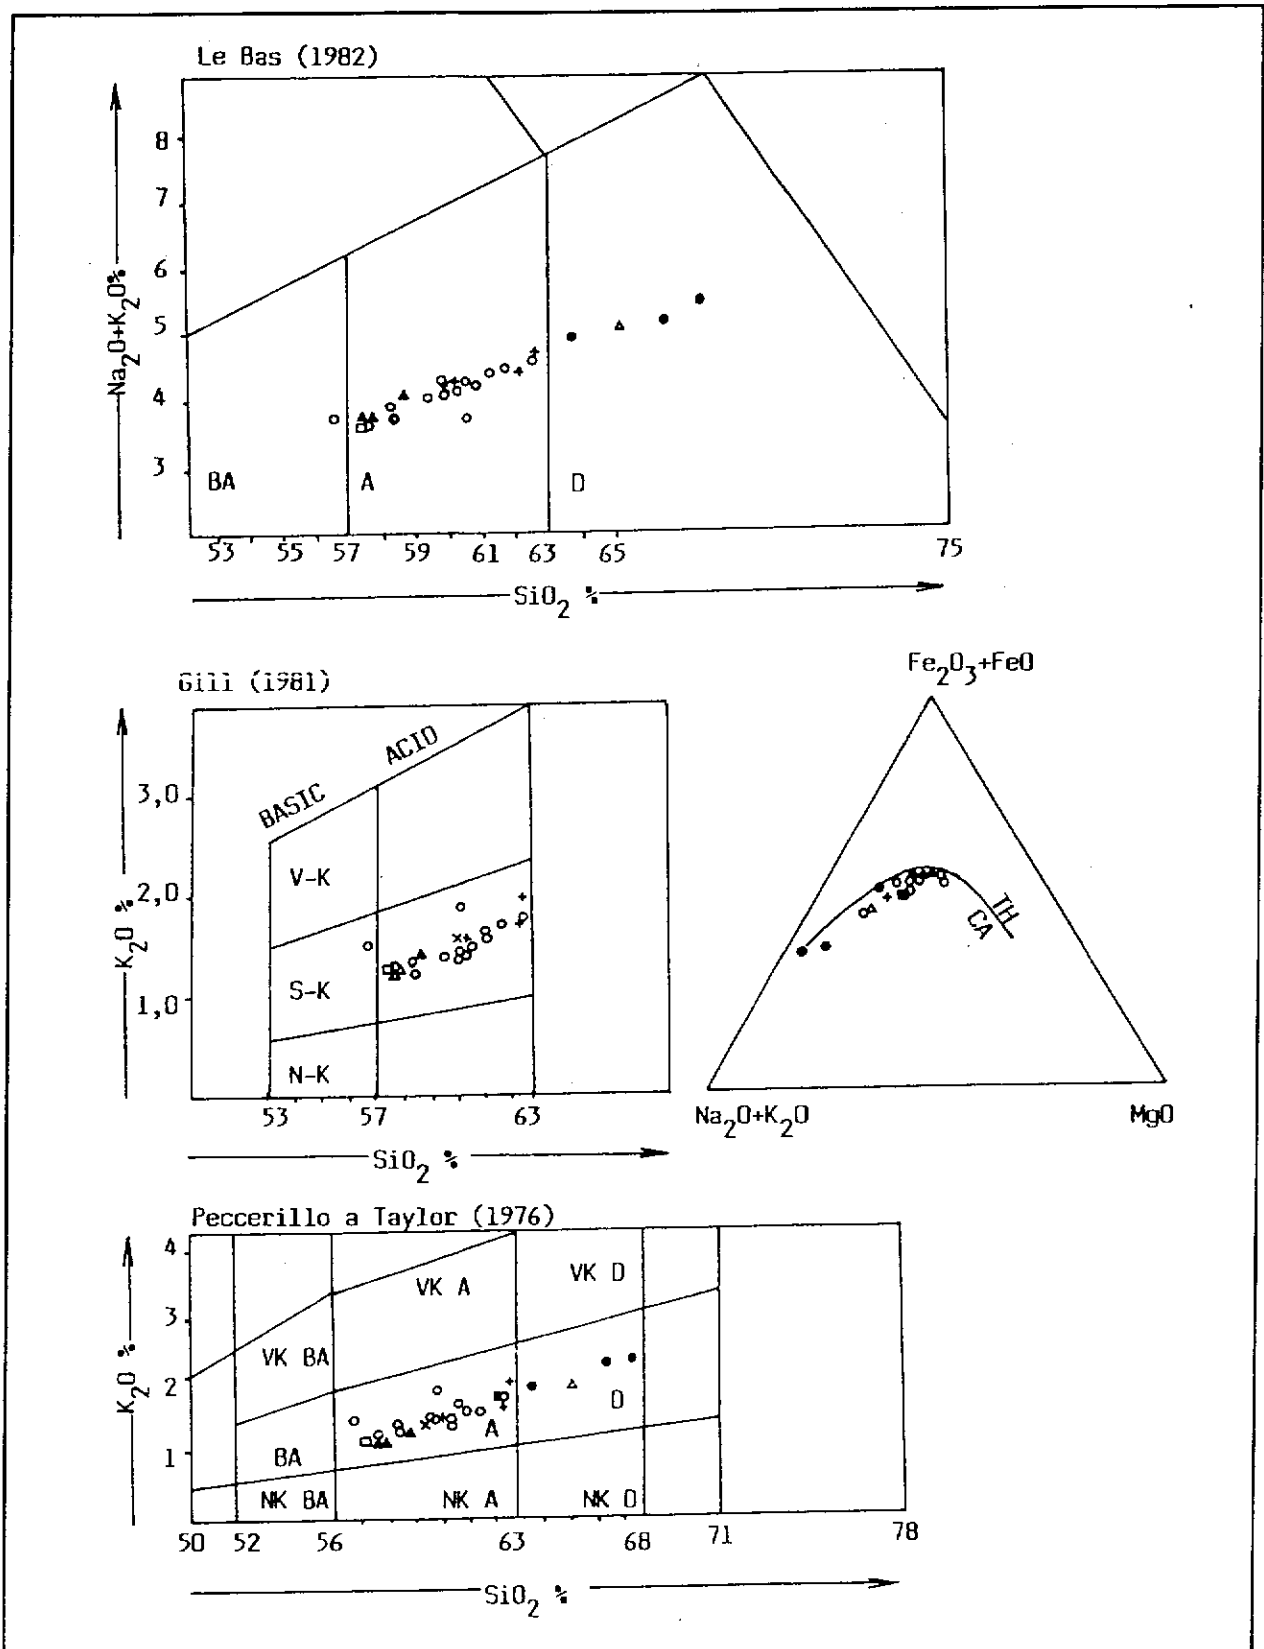 Le Bas (1982)
8
7
6
5
4
3
Na2O+K2O%
BA
A
D
53 55 57 59 61 63 65 75
SiO2 %
Gill (1981)
3,0
2,0
1,0
K2O %
BASIC
ACID
V-K
S-K
N-K
53 57 63
SiO2 %
Fe2O3+FeO
TH
CA
Na2O+K2O
MgO
Peccerillo a Taylor (1976)
4
3
2
1
K2O %
VK A
VK D
VK BA
D
A
BA
NK BA
NK A
NK D
50 52 56 63 68 71 78
SiO2 %